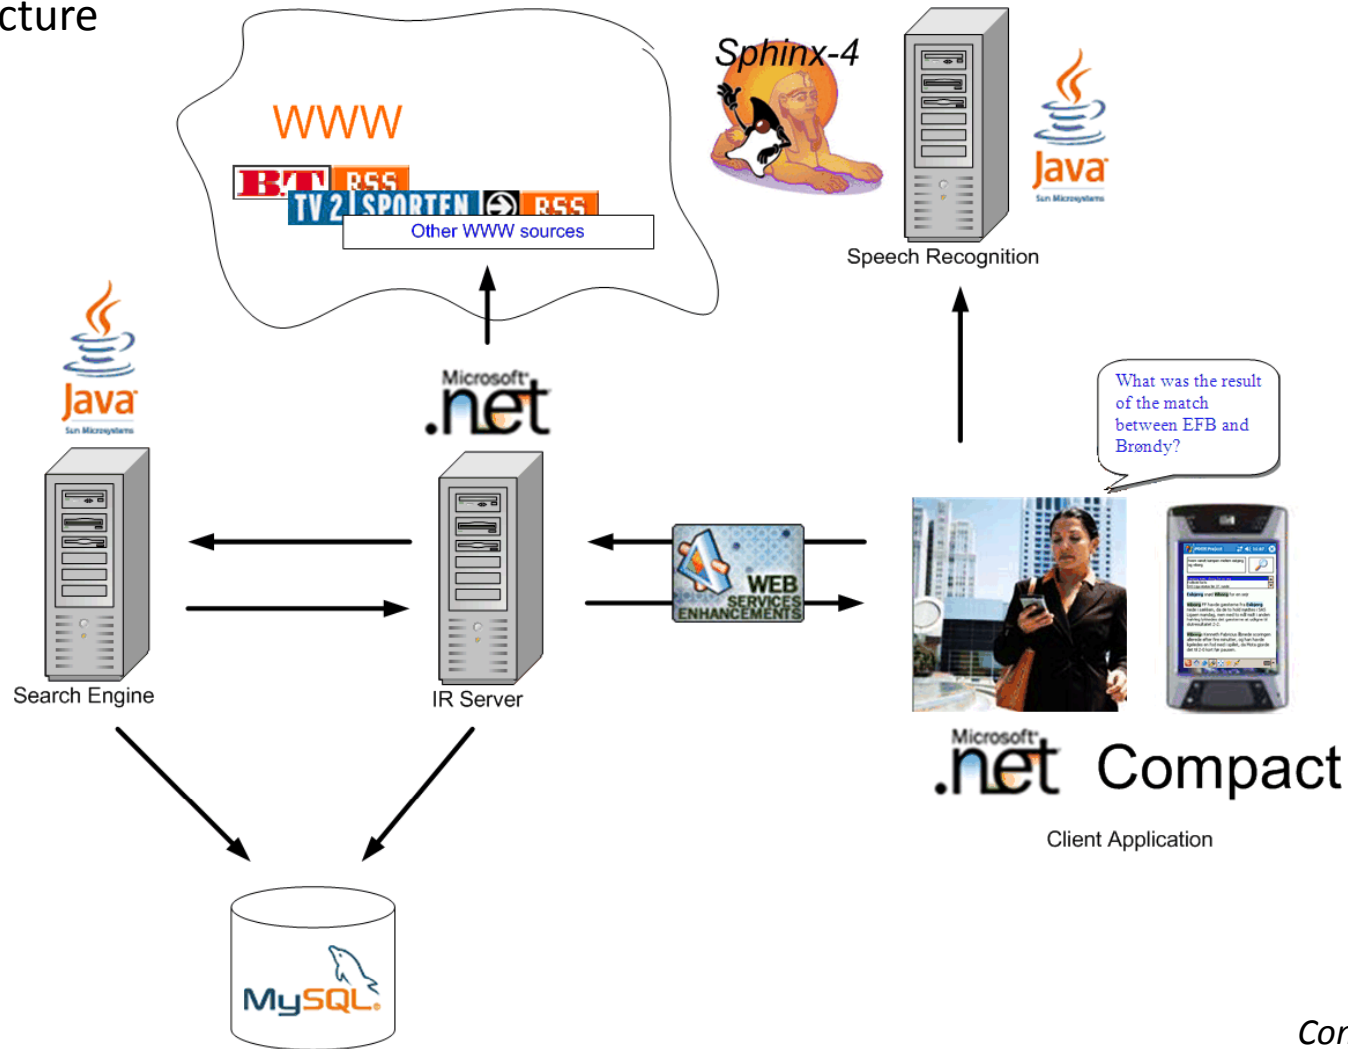 cture
WWW
B.T RSS
TV 2 | SPORTEN RSS
Other WWW sources
Sphinx-4
Java
Sun Microsystems
Speech Recognition
Java
Sun Microsystems
Microsoft
.net
What was the result
of the match
between EFB and
Brøndy?
WEB
SERVICES
ENHANCEMENTS
Search Engine
IR Server
Microsoft
.net Compact
Client Application
MySQL
Con